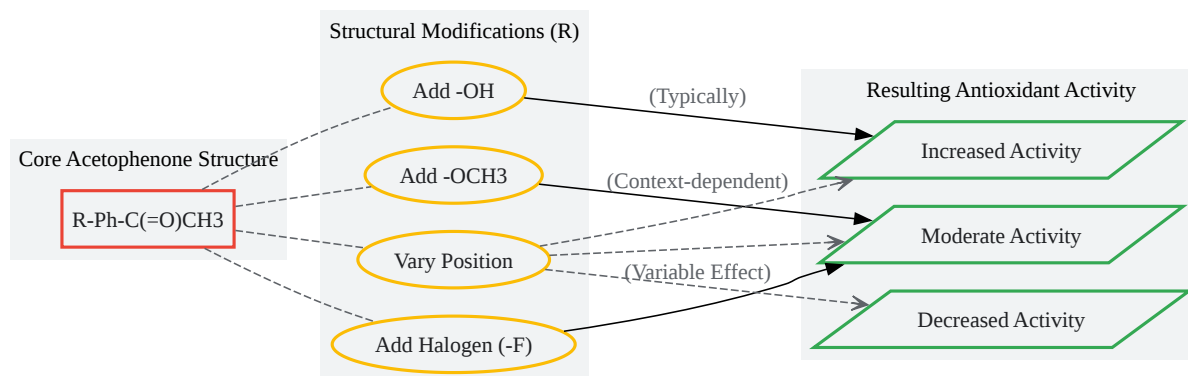 Core Acetophenone Structure
R-Ph-C(=O)CH3
Structural Modifications (R)
Add -OH
Add -OCH3
Vary Position
Add Halogen (-F)
(Typically)
(Context-dependent)
(Variable Effect)
Resulting Antioxidant Activity
Increased Activity
Moderate Activity
Decreased Activity